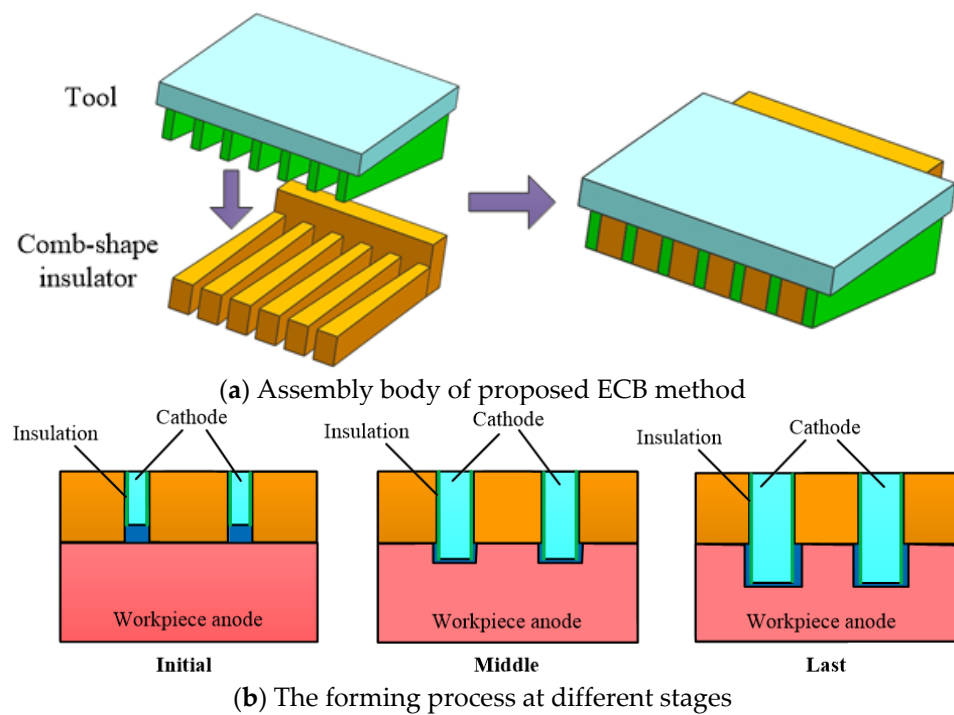 Tool
Comb-shape
insulator
(a) Assembly body of proposed ECB method
Insulation
Cathode
Workpiece anode
Initial
Insulation
Cathode
Workpiece anode
Middle
Insulation
Cathode
Workpiece anode
Last
(b) The forming process at different stages